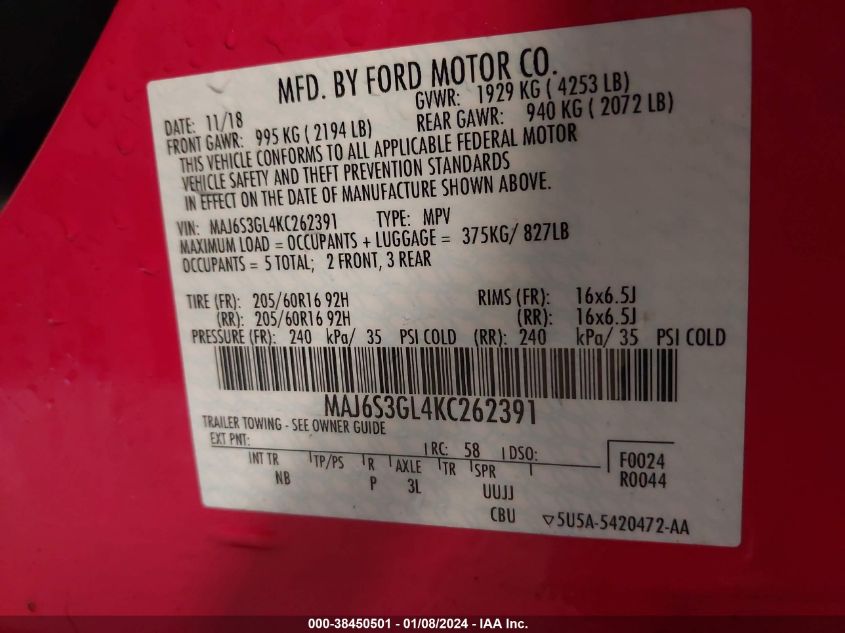 MFD. BY FORD MOTOR CO.
DATE: 11/18 GVWR: 1929 KG ( 4253 LB)
FRONT GAWR: 995 KG ( 2194 LB) REAR GAWR: 940 KG ( 2072 LB)
THIS VEHICLE CONFORMS TO ALL APPLICABLE FEDERAL MOTOR
VEHICLE SAFETY AND THEFT PREVENTION STANDARDS
IN EFFECT ON THE DATE OF MANUFACTURE SHOWN ABOVE.
VIN: MAJ6S3GL4KC262391 TYPE: MPV
MAXIMUM LOAD = OCCUPANTS + LUGGAGE = 375KG/ 827LB
OCCUPANTS = 5 TOTAL; 2 FRONT, 3 REAR
TIRE (FR): 205/60R16 92H RIMS (FR): 16x6.5J
(RR): 205/60R16 92H (RR): 16x6.5J
PRESSURE (FR): 240 kPa/ 35 PSI COLD (RR): 240 kPa/ 35 PSI COLD
MAJ6S3GL4KC262391
TRAILER TOWING - SEE OWNER GUIDE
EXT PNT: RC: 58 DSO: F0024
INT TR TP/PS R AXLE TR SPR R0044
NB P 3L UUJJ
CBU 5U5A-5420472-AA
000-38450501 - 01/08/2024 - IAA Inc.